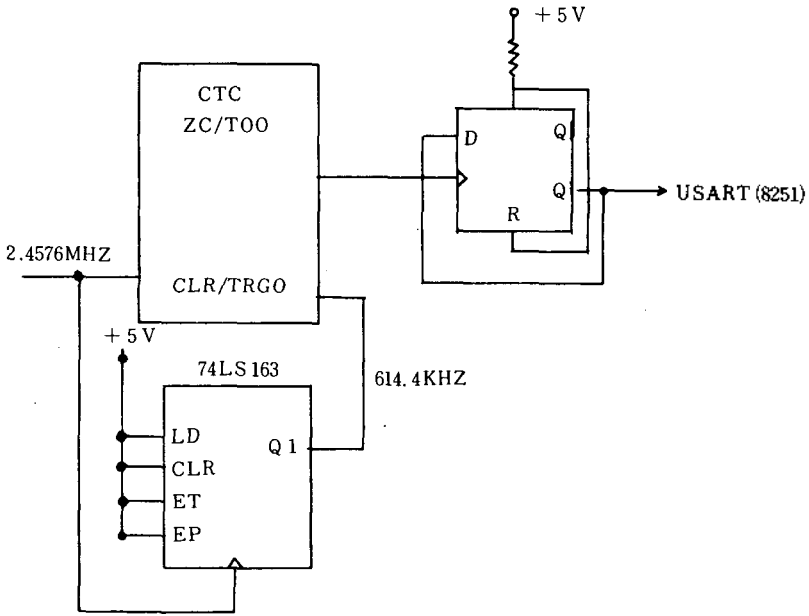 +5V
CTC
ZC/TOO
D
Q
Q
R
USART (8251)
2.4576MHZ
CLR/TRGO
+5V
74LS163
614.4KHZ
LD
Q1
CLR
ET
EP